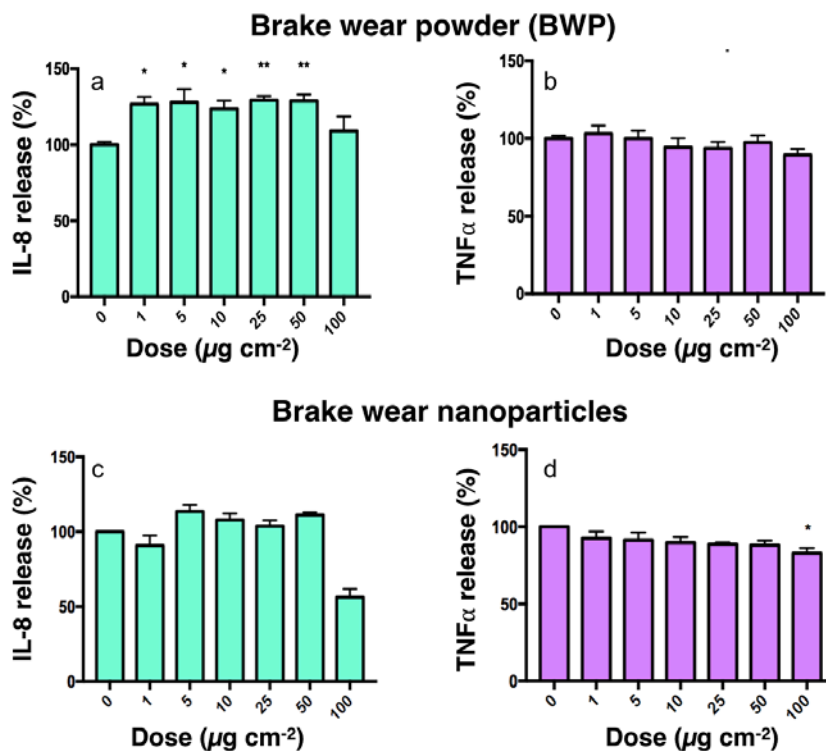 Brake wear powder (BWP)
a
* * * ** **
IL-8 release (%)
150
100
50
0
0 1 5 10 25 50 100
Dose (µg cm-2)
b
*
TNFα release (%)
150
100
50
0
0 1 5 10 25 50 100
Dose (µg cm-2)
Brake wear nanoparticles
c
IL-8 release (%)
150
100
50
0
0 1 5 10 25 50 100
Dose (µg cm-2)
d
*
TNFα release (%)
150
100
50
0
0 1 5 10 25 50 100
Dose (µg cm-2)